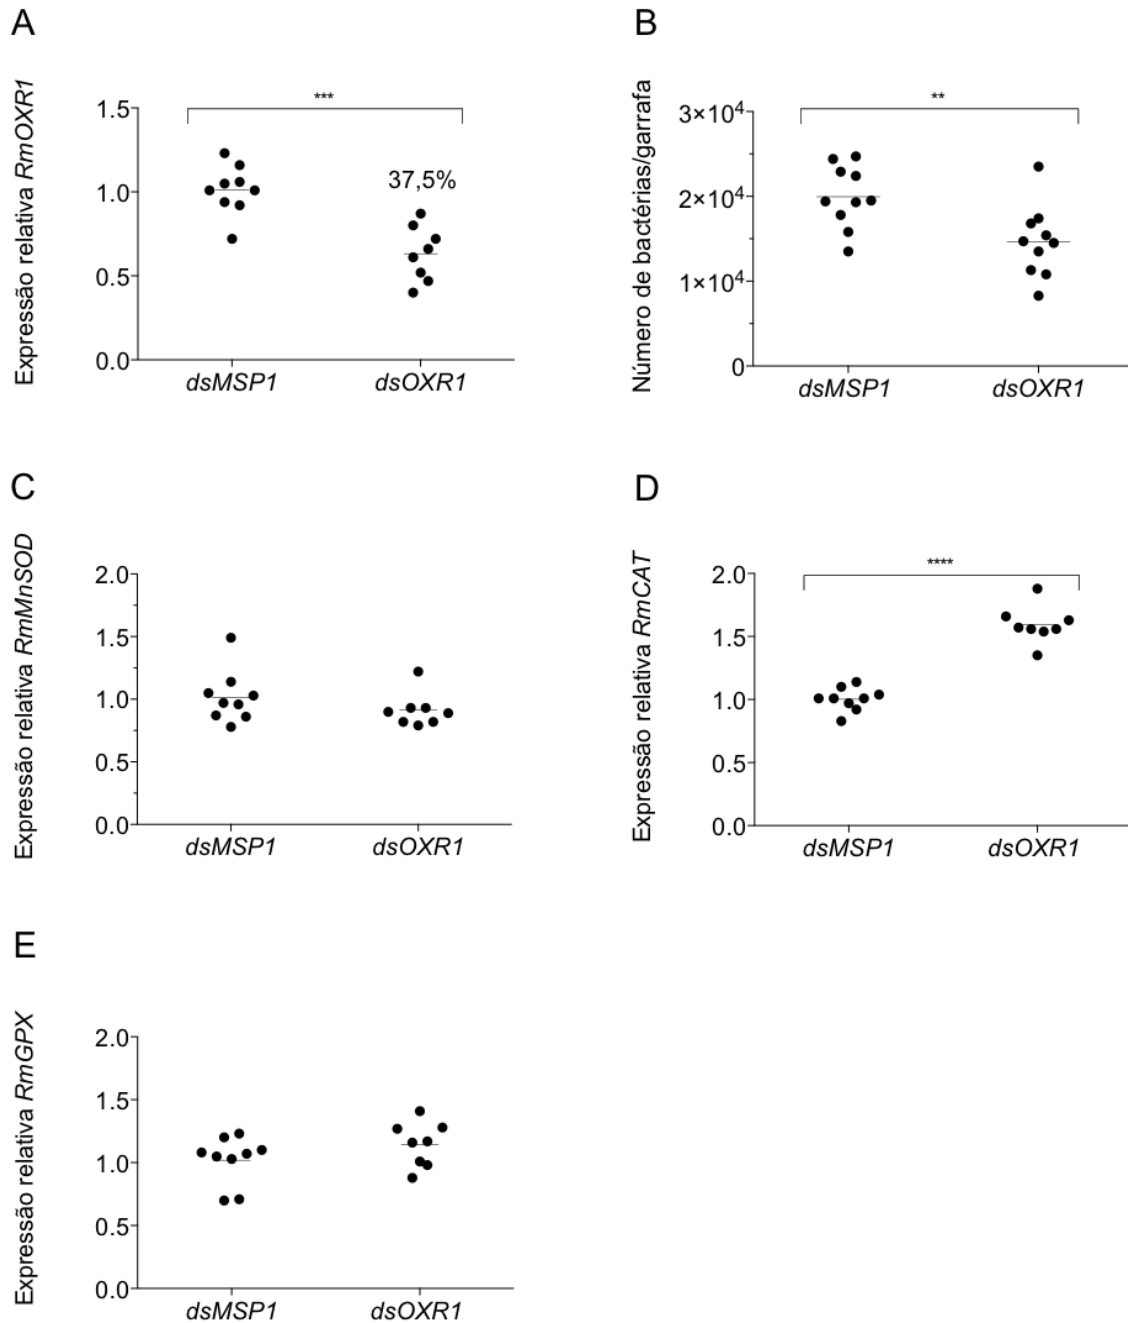 A
Expressão relativa RmOXR1
1.5
1.0
0.5
0.0
***
37,5%
dsMSP1
dsOXR1
B
Número de bactérias/garrafa
3×10⁴
2×10⁴
1×10⁴
0
**
dsMSP1
dsOXR1
C
Expressão relativa RmMnSOD
2.0
1.5
1.0
0.5
0.0
dsMSP1
dsOXR1
D
Expressão relativa RmCAT
2.0
1.5
1.0
0.5
0.0
****
dsMSP1
dsOXR1
E
Expressão relativa RmGPX
2.0
1.5
1.0
0.5
0.0
dsMSP1
dsOXR1